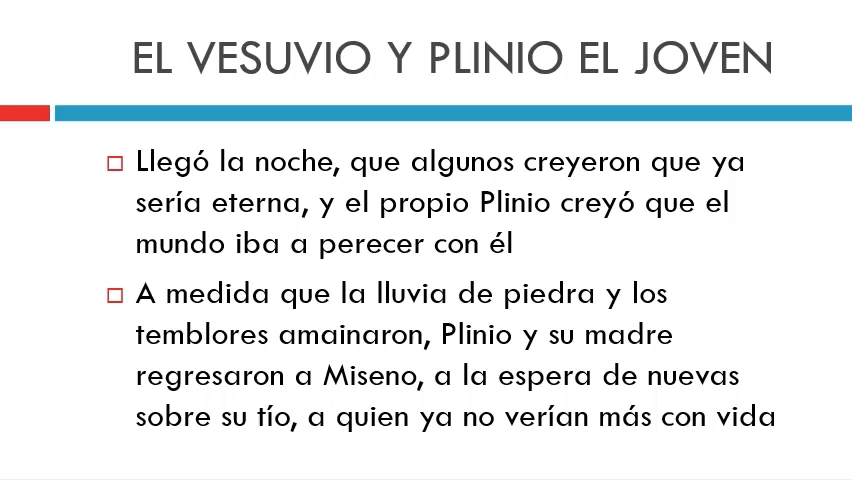 EL VESUVIO Y PLINIO EL JOVEN
Llegó la noche, que algunos creyeron que ya
sería eterna, y el propio Plinio creyó que el
mundo iba a perecer con él
A medida que la lluvia de piedra y los
temblores amainaron, Plinio y su madre
regresaron a Miseno, a la espera de nuevas
sobre su tío, a quien ya no verían más con vida